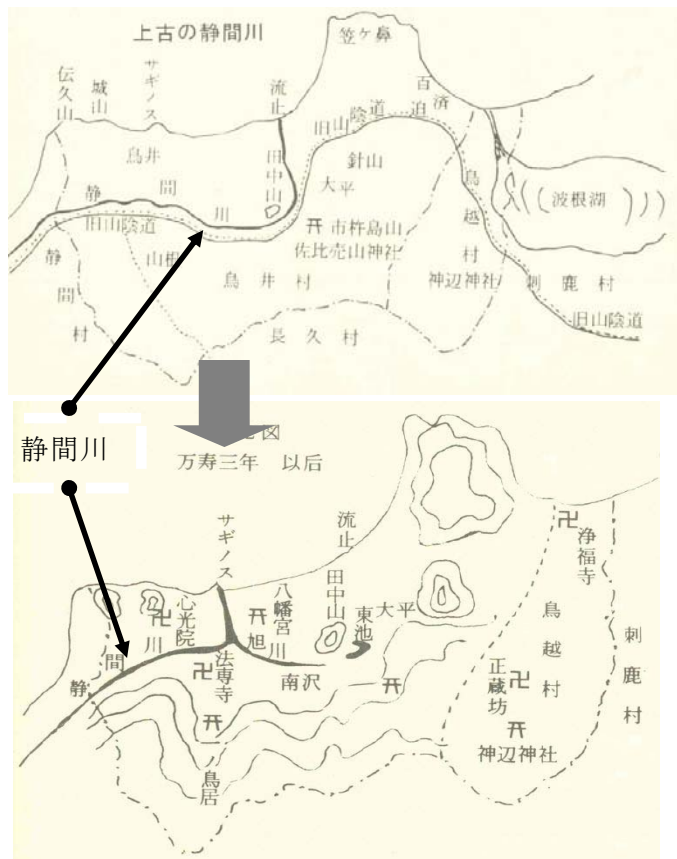 上古の静間川
笠ケ鼻
百済
迫
旧山陰道
流止
サギノス
城山
伝久山
鳥井
田中山
針山
大平
静間川
旧山陰道
市杵島山
佐比売山神社
鳥越村
波根湖
静間村
山根
鳥井村
神辺神社
刺鹿村
旧山陰道
長久村
静間川
図
万寿三年 以后
サギノス
流止
浄福寺
心光院
八幡宮
田中山
東池
大平
鳥越村
刺鹿村
静間川
旭川
法専寺
南沢
正蔵坊
一ノ鳥居
神辺神社